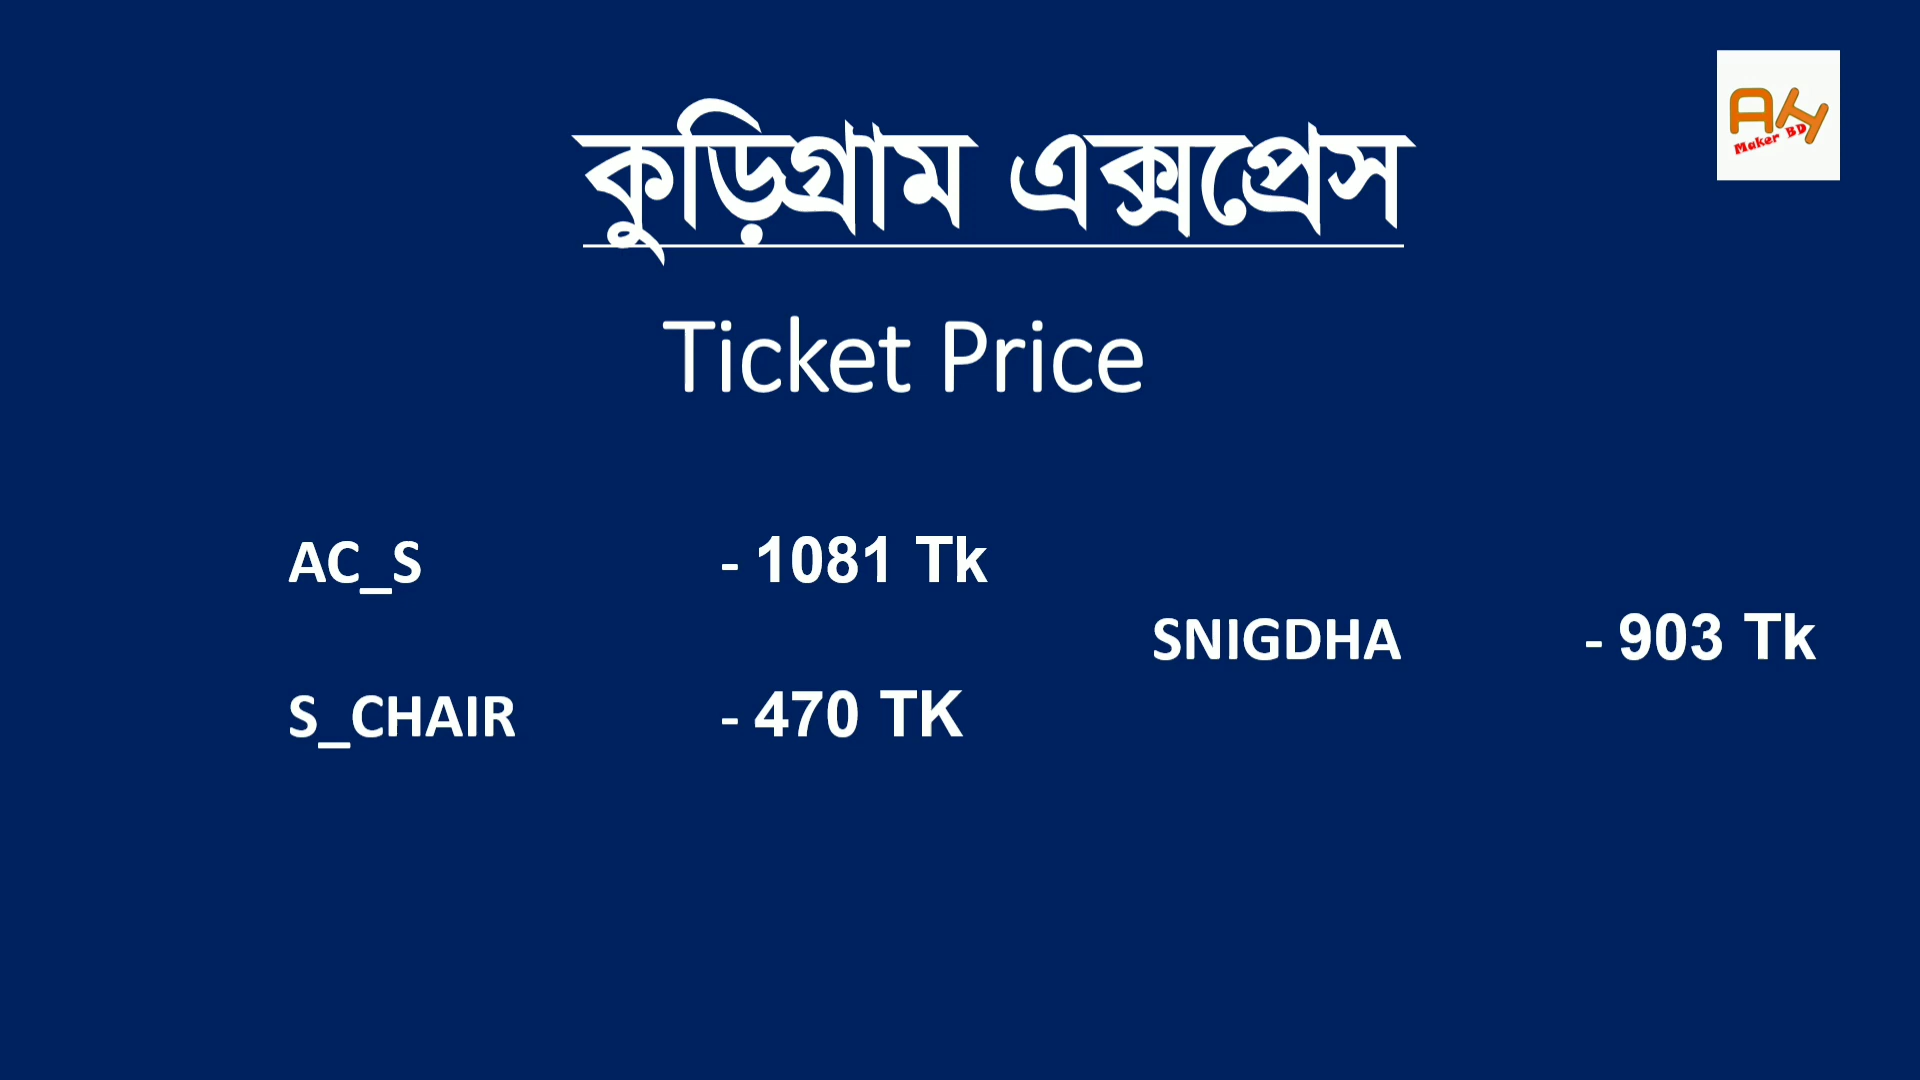 AH
Maker BD
কুড়িগ্রাম এক্সপ্রেস
Ticket Price
AC_S - 1081 Tk
SNIGDHA - 903 Tk
S_CHAIR - 470 TK